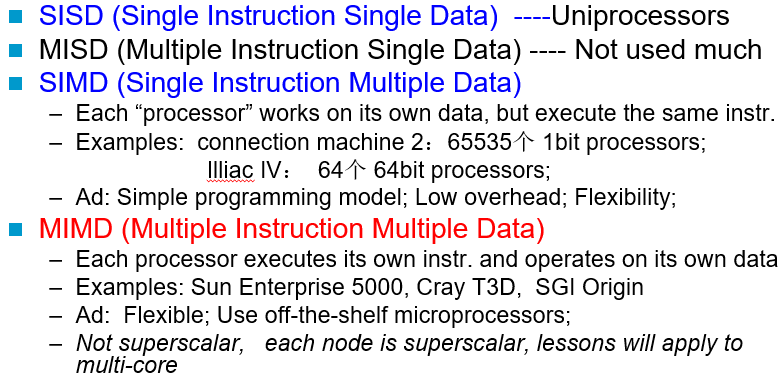 SISD (Single Instruction Single Data)  ----Uniprocessors
MISD (Multiple Instruction Single Data) ---- Not used much
SIMD (Single Instruction Multiple Data)
– Each “processor” works on its own data, but execute the same instr.
– Examples:  connection machine 2：65535个 1bit processors;
Illiac IV：  64个 64bit processors;
– Ad: Simple programming model; Low overhead; Flexibility;
MIMD (Multiple Instruction Multiple Data)
– Each processor executes its own instr. and operates on its own data
– Examples: Sun Enterprise 5000, Cray T3D,  SGI Origin
– Ad:  Flexible; Use off-the-shelf microprocessors;
– Not superscalar,   each node is superscalar, lessons will apply to
multi-core